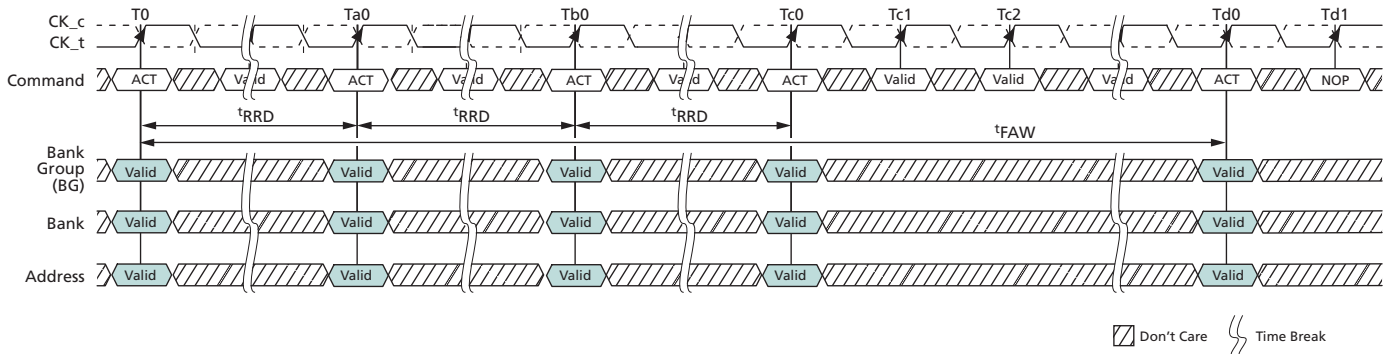 T0 Ta0 Tb0 Tc0 Tc1 Tc2 Td0 Td1
CK_c
CK_t
Command ACT Valid ACT Valid ACT Valid ACT Valid Valid Valid ACT NOP
tRRD tRRD tRRD
tFAW
Bank
Group
(BG)
Valid Valid Valid Valid Valid
Bank Valid Valid Valid Valid Valid
Address Valid Valid Valid Valid Valid
Don't Care Time Break